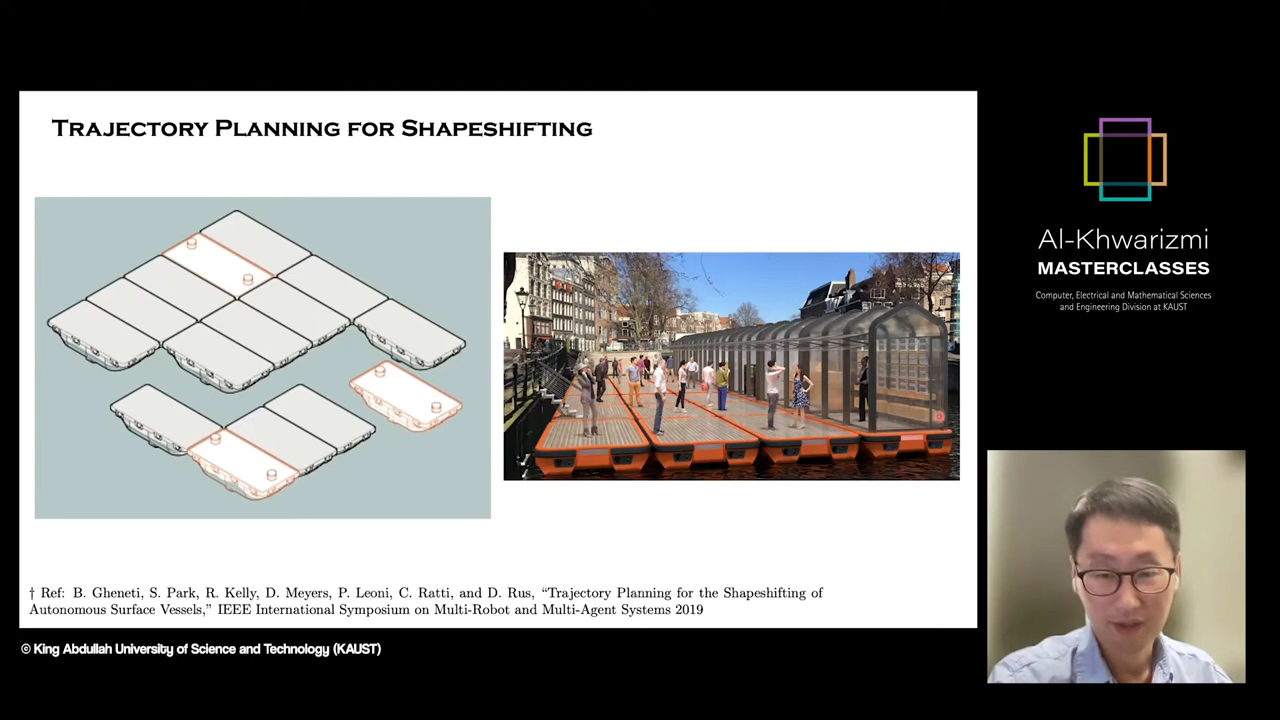 TRAJECTORY PLANNING FOR SHAPESHIFTING
† Ref: B. Gheneti, S. Park, R. Kelly, D. Meyers, P. Leoni, C. Ratti, and D. Rus, “Trajectory Planning for the Shapeshifting of
Autonomous Surface Vessels,” IEEE International Symposium on Multi-Robot and Multi-Agent Systems 2019
© King Abdullah University of Science and Technology (KAUST)
Al-Khwarizmi
MASTERCLASSES
Computer, Electrical and Mathematical Sciences
and Engineering Division at KAUST